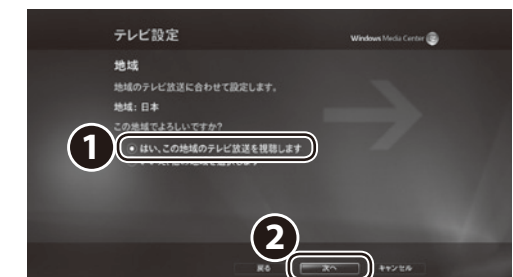 テレビ設定
Windows Media Center
地域
地域のテレビ放送に合わせて設定します。
地域: 日本
この地域でよろしいですか?
1
はい、この地域のテレビ放送を視聴します
2
戻る
次へ
キャンセル